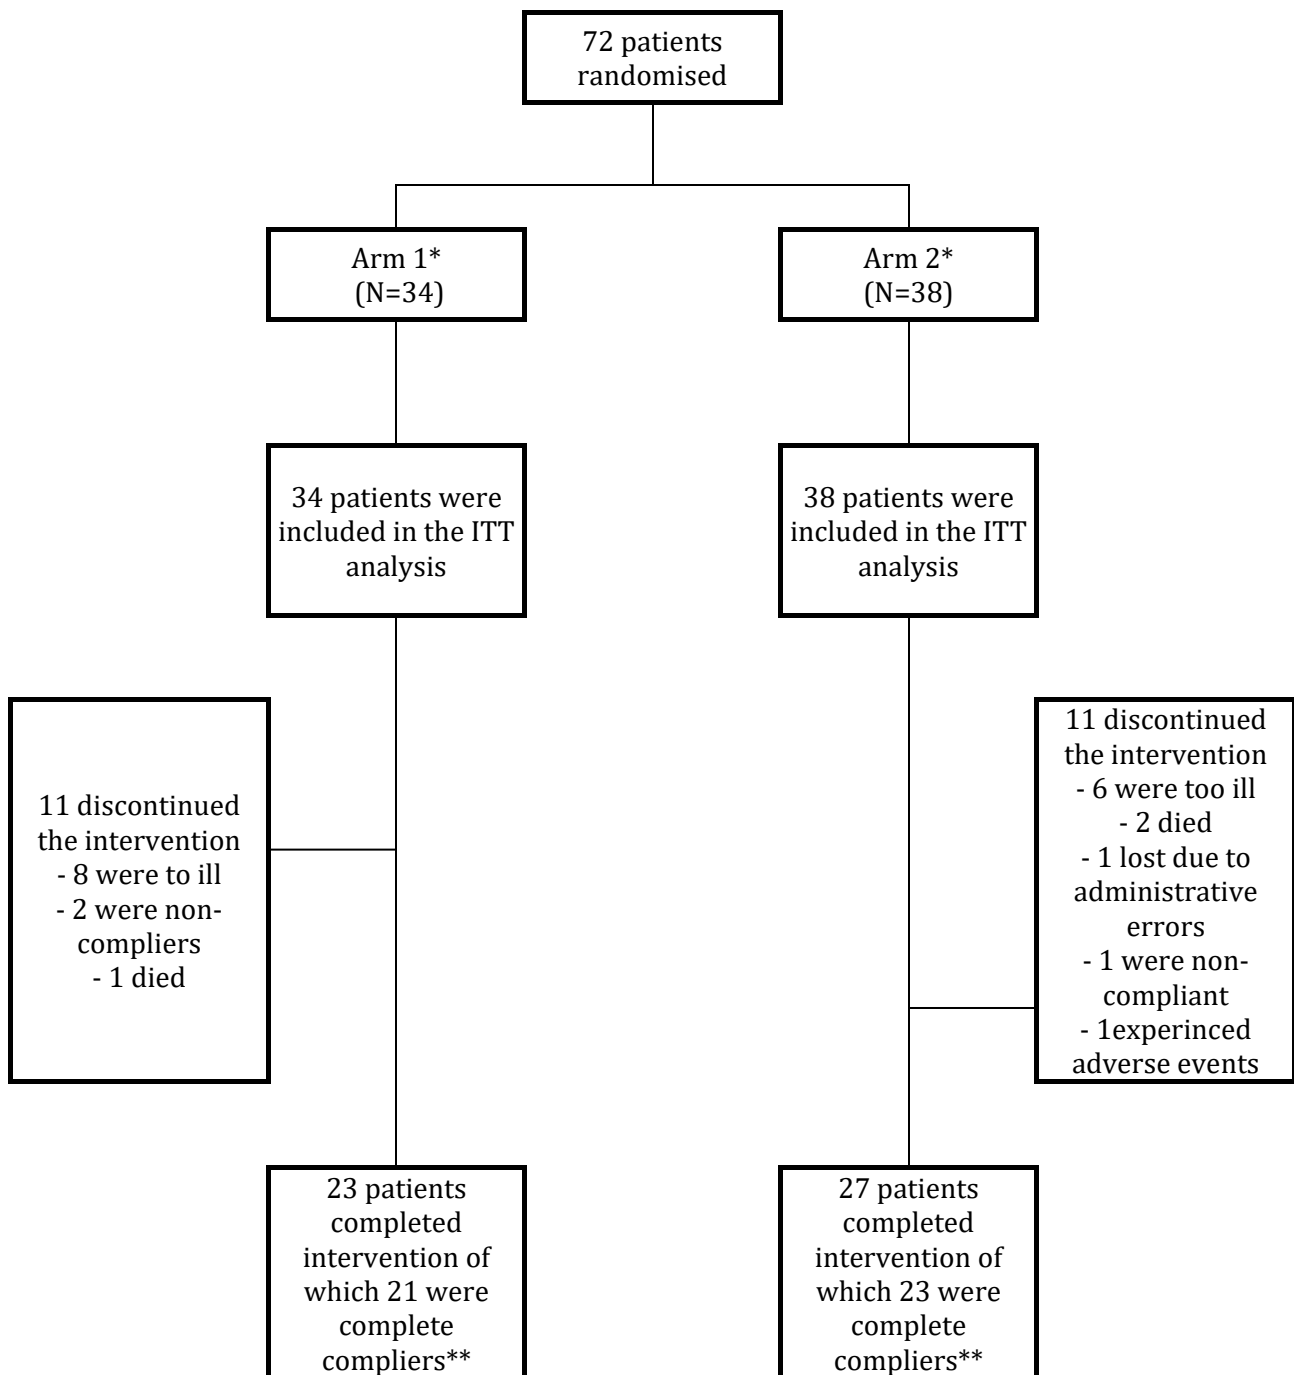 72 patients
randomised
Arm 1*
(N=34)
Arm 2*
(N=38)
34 patients were
included in the ITT
analysis
38 patients were
included in the ITT
analysis
11 discontinued
the intervention
- 8 were to ill
- 2 were non-
compliers
- 1 died
11 discontinued
the intervention
- 6 were too ill
- 2 died
- 1 lost due to
administrative
errors
- 1 were non-
compliant
- 1experinced
adverse events
23 patients
completed
intervention of
which 21 were
complete
compliers**
27 patients
completed
intervention of
which 23 were
complete
compliers**